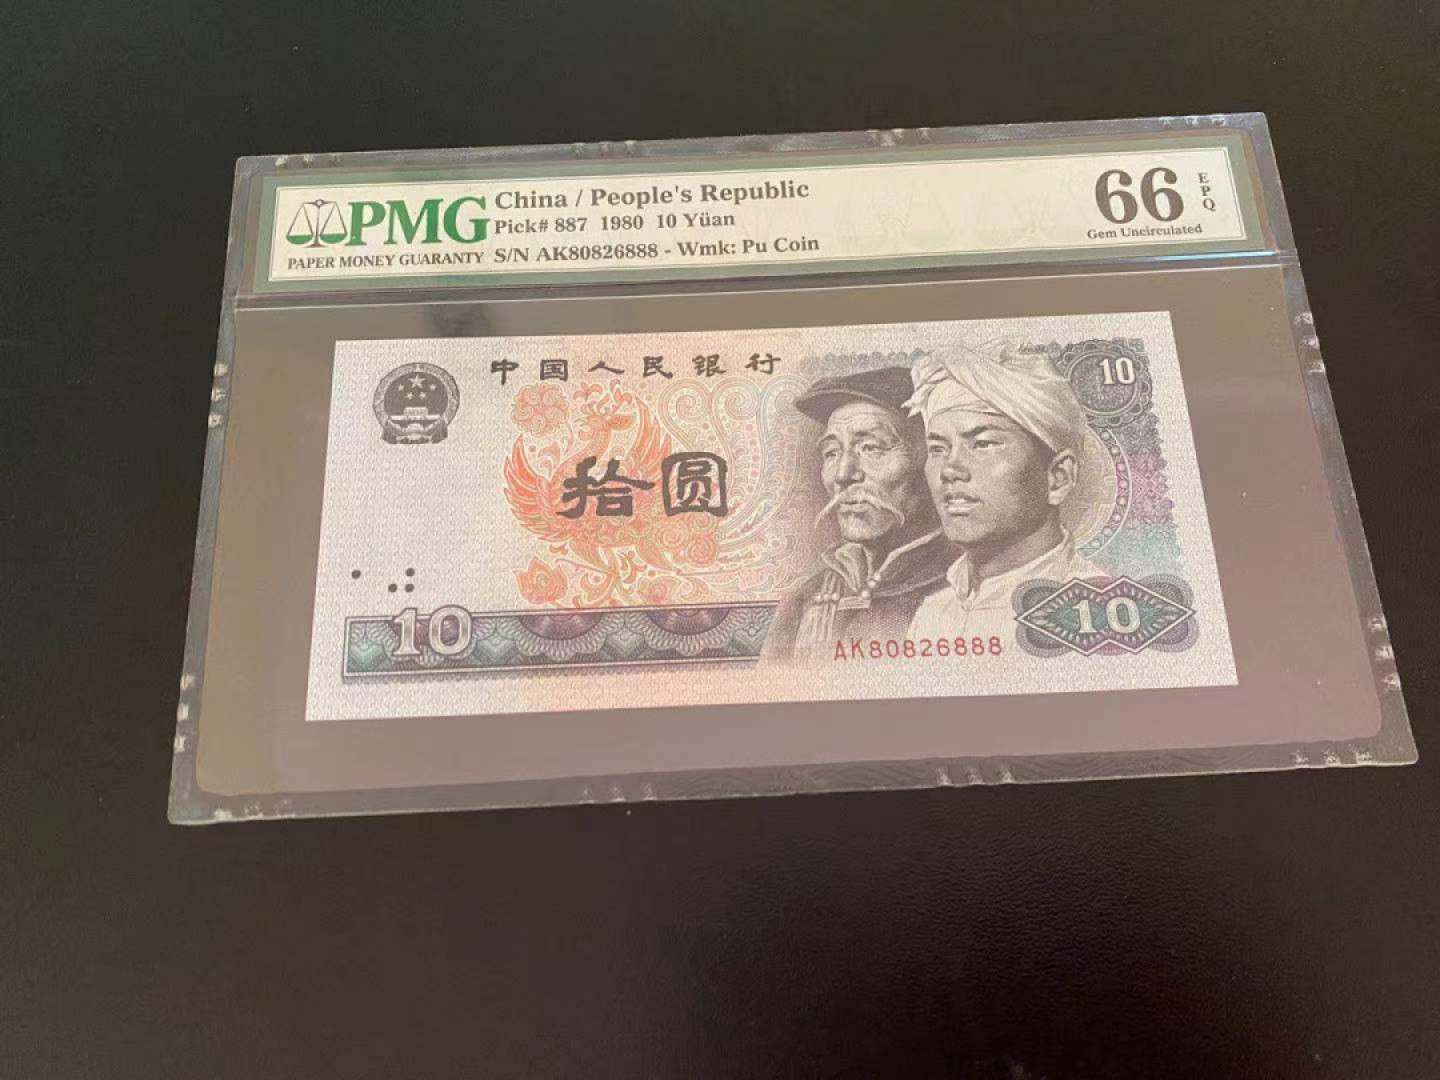 PMG
PAPER MONEY GUARANTY
China / People's Republic
Pick# 887 1980 10 Yüan
S/N AK80826888 - Wmk: Pu Coin
66
EPQ
Gem Uncirculated
中国人民银行
10
拾圆
10
AK80826888
10